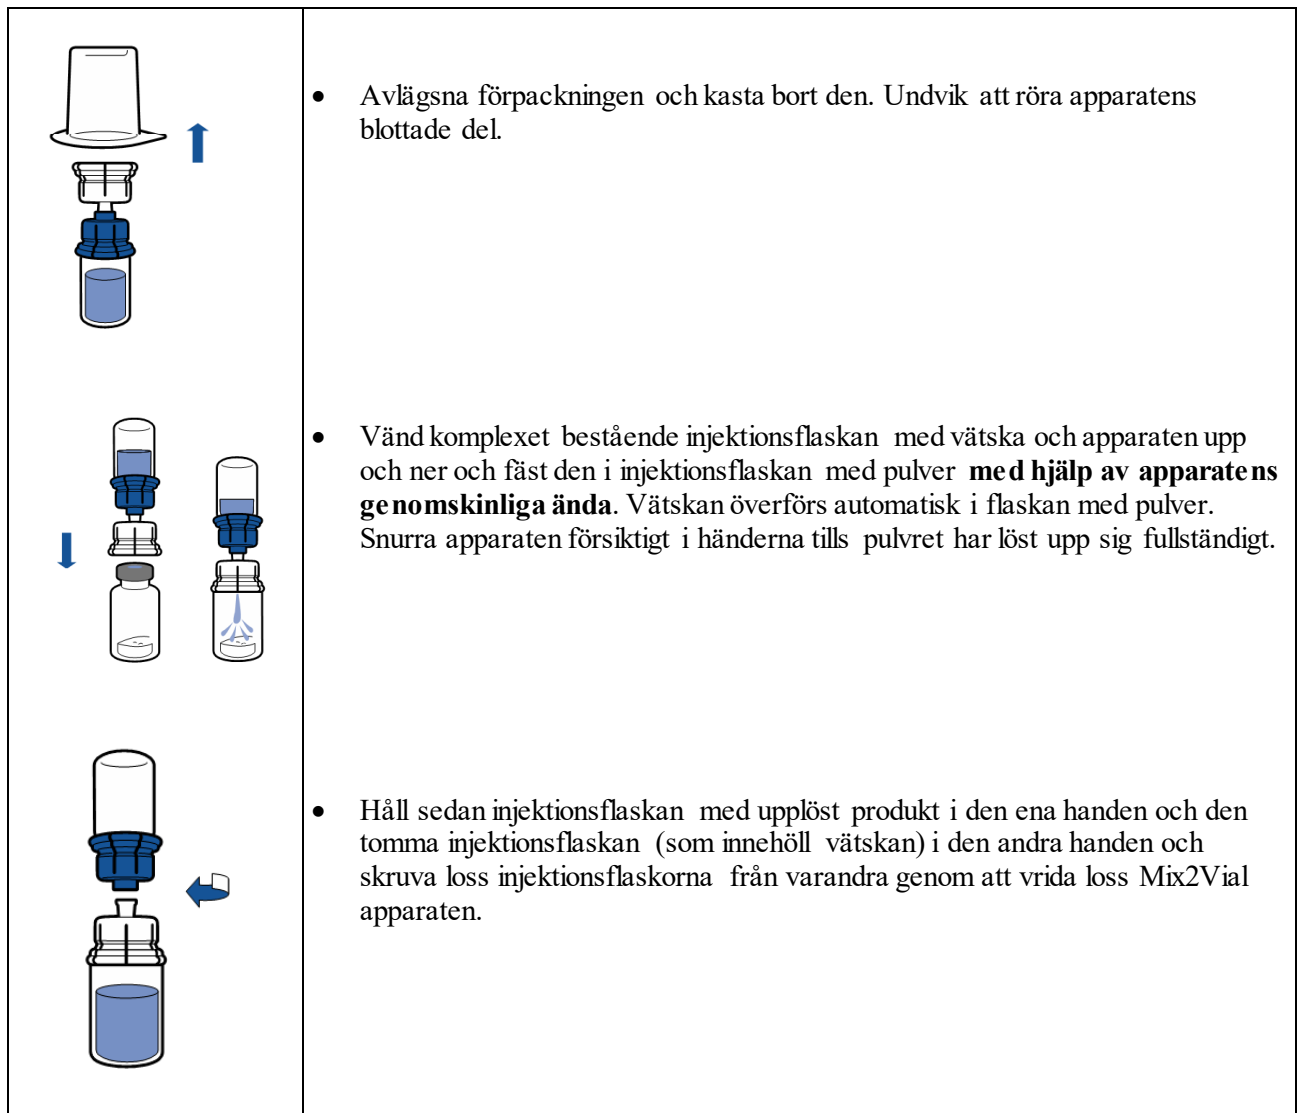 • Avlägsna förpackningen och kasta bort den. Undvik att röra apparatens
blottade del.
• Vänd komplexet bestående injektionsflaskan med vätska och apparaten upp
och ner och fäst den i injektionsflaskan med pulver med hjälp av apparatens
genomskinliga ända. Vätskan överförs automatisk i flaskan med pulver.
Snurra apparaten försiktigt i händerna tills pulvret har löst upp sig fullständigt.
• Håll sedan injektionsflaskan med upplöst produkt i den ena handen och den
tomma injektionsflaskan (som innehöll vätskan) i den andra handen och
skruva loss injektionsflaskorna från varandra genom att vrida loss Mix2Vial
apparaten.